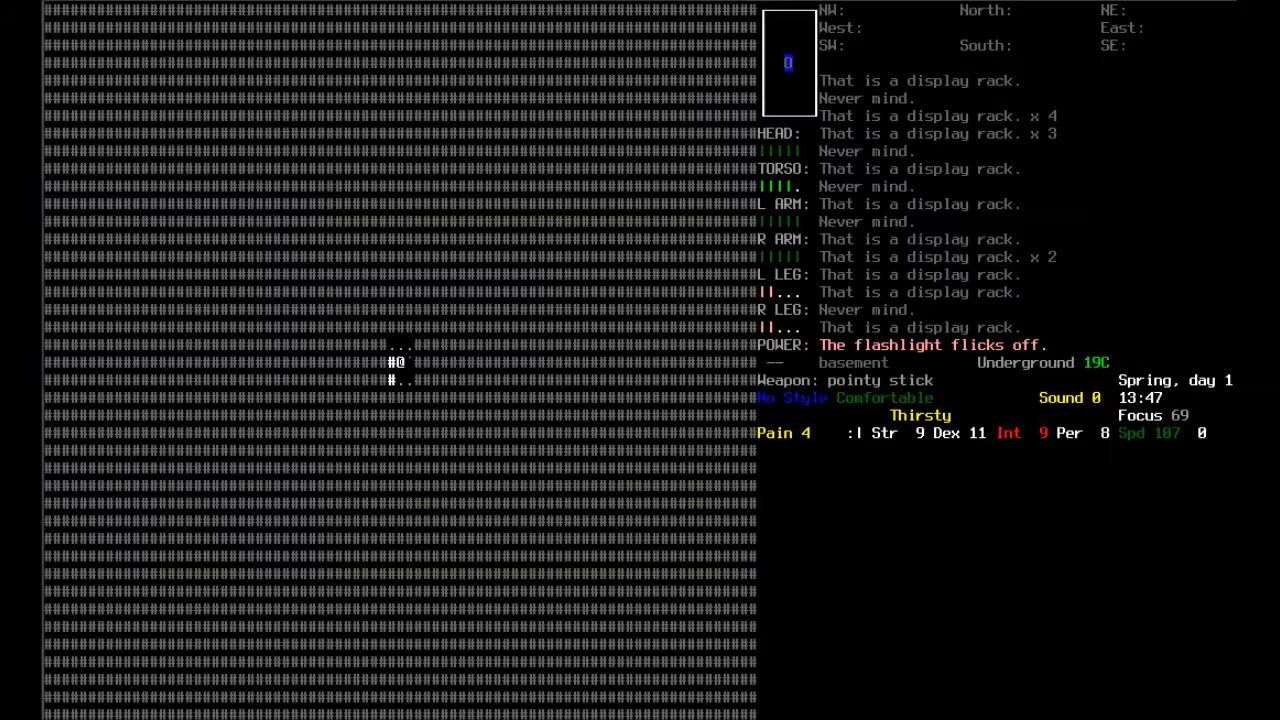 NW: North: NE:
West: East:
SW: South: SE:
0
That is a display rack.
Never mind.
That is a display rack. x 4
HEAD: That is a display rack. x 3
||||| Never mind.
TORSO: That is a display rack.
||||. Never mind.
L ARM: That is a display rack.
||||| Never mind.
R ARM: That is a display rack.
||||| That is a display rack. x 2
L LEG: That is a display rack.
||... That is a display rack.
R LEG: Never mind.
||... That is a display rack.
...
POWER: The flashlight flicks off.
#@
-- basement Underground 19C
#..
Weapon: pointy stick Spring, day 1
No Style Comfortable Sound 0 13:47
Thirsty Focus 69
Pain 4 :| Str 9 Dex 11 Int 9 Per 8 Spd 107 0